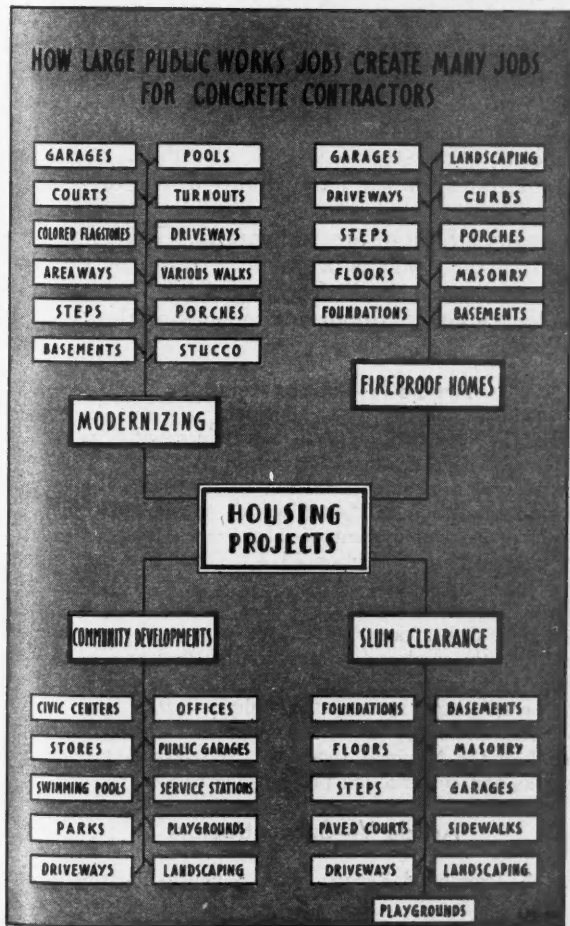 HOW LARGE PUBLIC WORKS JOBS CREATE MANY JOBS
FOR CONCRETE CONTRACTORS
GARAGES
POOLS
COURTS
TURNOUTS
COLORED FLAGSTONES
DRIVEWAYS
AREAWAYS
VARIOUS WALKS
STEPS
PORCHES
BASEMENTS
STUCCO
MODERNIZING
GARAGES
LANDSCAPING
DRIVEWAYS
CURBS
STEPS
PORCHES
FLOORS
MASONRY
FOUNDATIONS
BASEMENTS
FIREPROOF HOMES
HOUSING
PROJECTS
COMMUNITY DEVELOPMENTS
CIVIC CENTERS
OFFICES
STORES
PUBLIC GARAGES
SWIMMING POOLS
SERVICE STATIONS
PARKS
PLAYGROUNDS
DRIVEWAYS
LANDSCAPING
SLUM CLEARANCE
FOUNDATIONS
BASEMENTS
FLOORS
MASONRY
STEPS
GARAGES
PAVED COURTS
SIDEWALKS
DRIVEWAYS
LANDSCAPING
PLAYGROUNDS